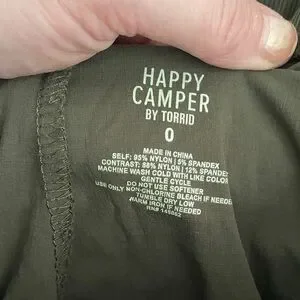 HAPPY
CAMPER
BY TORRID
0
MADE IN CHINA
SELF: 95% NYLON | 5% SPANDEX
CONTRAST: 88% NYLON | 12% SPANDEX
MACHINE WASH COLD WITH LIKE COLOR
GENTLE CYCLE
DO NOT USE SOFTENER
USE ONLY NON-CHLORINE BLEACH IF NEEDE
TUMBLE DRY LOW
WARM IRON IF NEEDED
RN#